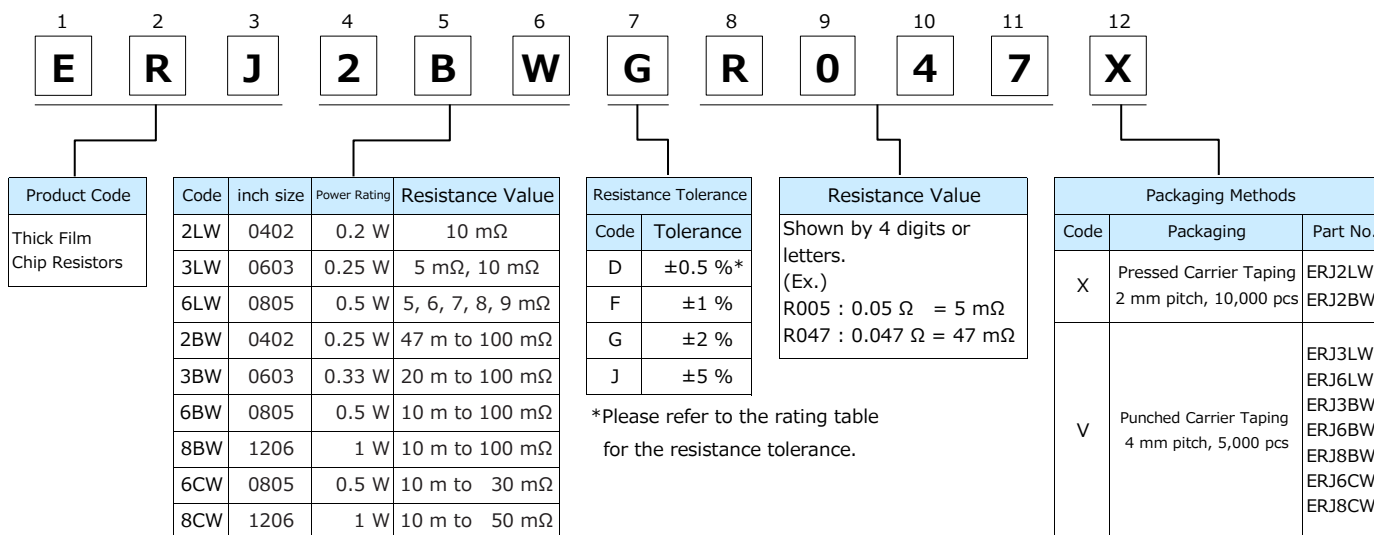 1 2 3 4 5 6 7 8 9 10 11 12
E R J 2 B W G R 0 4 7 X
Product Code
Thick Film
Chip Resistors
Code inch size Power Rating Resistance Value
2LW 0402 0.2 W 10 mΩ
3LW 0603 0.25 W 5 mΩ, 10 mΩ
6LW 0805 0.5 W 5, 6, 7, 8, 9 mΩ
2BW 0402 0.25 W 47 m to 100 mΩ
3BW 0603 0.33 W 20 m to 100 mΩ
6BW 0805 0.5 W 10 m to 100 mΩ
8BW 1206 1 W 10 m to 100 mΩ
6CW 0805 0.5 W 10 m to 30 mΩ
8CW 1206 1 W 10 m to 50 mΩ
Resistance Tolerance
Code Tolerance
D ±0.5 %*
F ±1 %
G ±2 %
J ±5 %
*Please refer to the rating table
for the resistance tolerance.
Resistance Value
Shown by 4 digits or
letters.
(Ex.)
R005 : 0.05 Ω = 5 mΩ
R047 : 0.047 Ω = 47 mΩ
Packaging Methods
Code Packaging Part No.
X Pressed Carrier Taping
2 mm pitch, 10,000 pcs
ERJ2LW
ERJ2BW
V Punched Carrier Taping
4 mm pitch, 5,000 pcs
ERJ3LW
ERJ6LW
ERJ3BW
ERJ6BW
ERJ8BW
ERJ6CW
ERJ8CW